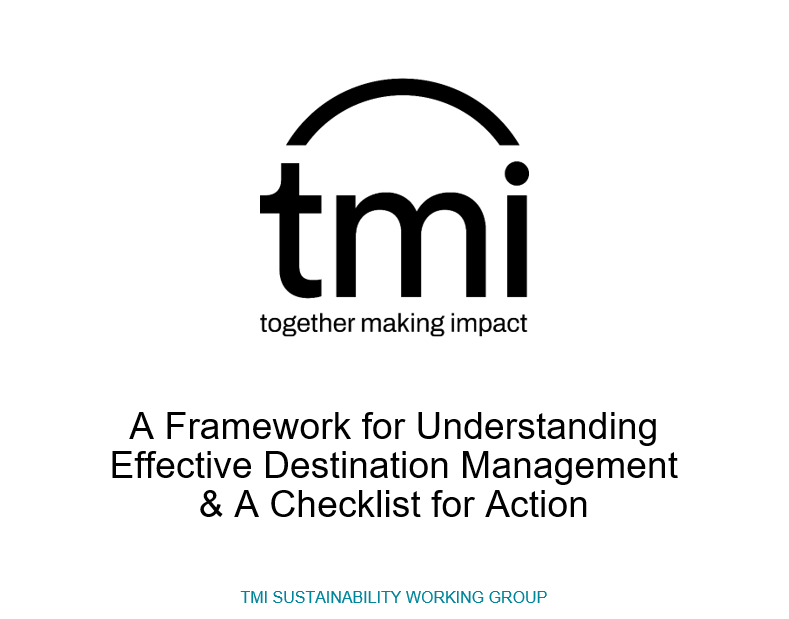 tmi
together making impact
A Framework for Understanding
Effective Destination Management
& A Checklist for Action
TMI SUSTAINABILITY WORKING GROUP